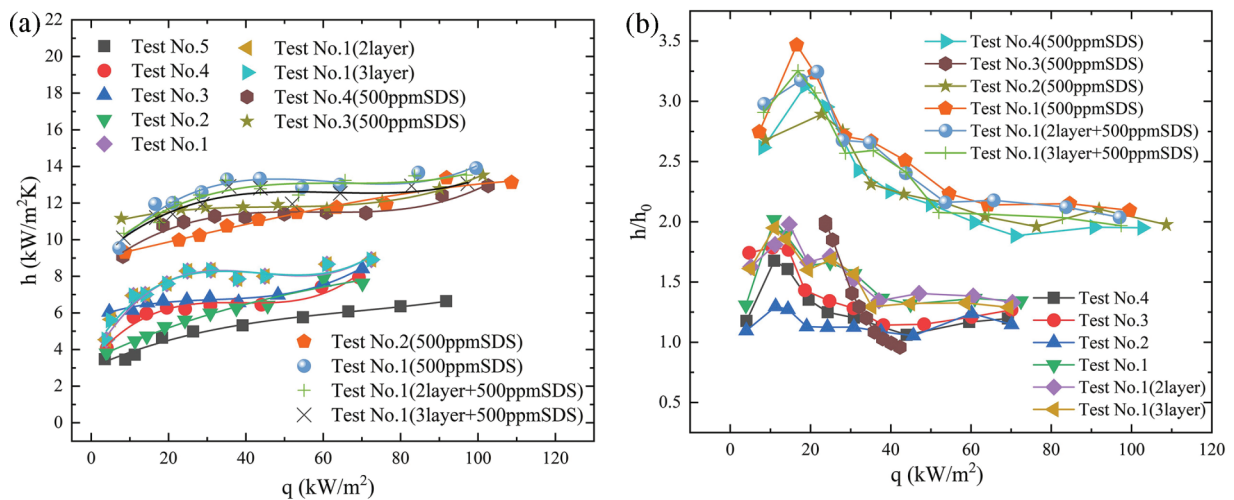 (a)
22
20
18
16
14
12
10
8
6
4
2
0
h (kW/m²K)
Test No.5
Test No.4
Test No.3
Test No.2
Test No.1
Test No.1(2layer)
Test No.1(3layer)
Test No.4(500ppmSDS)
Test No.3(500ppmSDS)
Test No.2(500ppmSDS)
Test No.1(500ppmSDS)
Test No.1(2layer+500ppmSDS)
Test No.1(3layer+500ppmSDS)
0 20 40 60 80 100 120
q (kW/m²)
(b)
3.5
3.0
2.5
2.0
1.5
1.0
0.5
h/h₀
Test No.4(500ppmSDS)
Test No.3(500ppmSDS)
Test No.2(500ppmSDS)
Test No.1(500ppmSDS)
Test No.1(2layer+500ppmSDS)
Test No.1(3layer+500ppmSDS)
Test No.4
Test No.3
Test No.2
Test No.1
Test No.1(2layer)
Test No.1(3layer)
0 20 40 60 80 100 120
q (kW/m²)